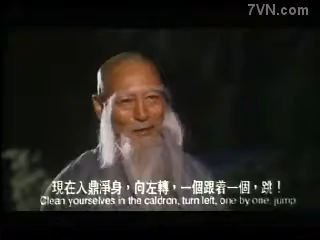 7VN.com
現在入鼎淨身，向左轉，一個跟着一個，跳！
Clean yourselves in the caldron, turn left, one by one, jump